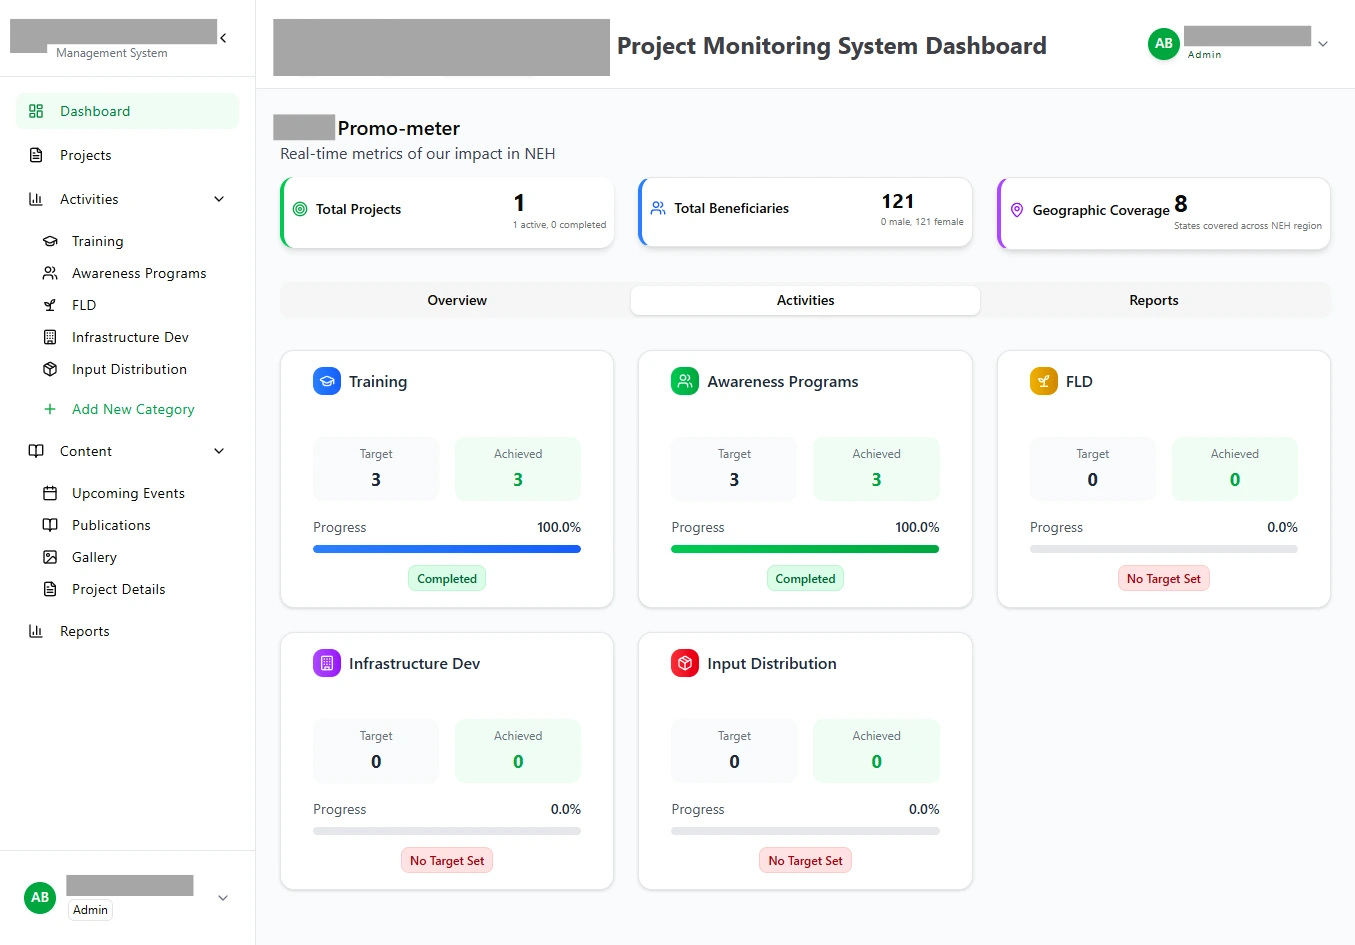 Management System
Dashboard
Projects
Activities
Training
Awareness Programs
FLD
Infrastructure Dev
Input Distribution
Add New Category
Content
Upcoming Events
Publications
Gallery
Project Details
Reports
AB
Admin
Project Monitoring System Dashboard
AB
Admin
Promo-meter
Real-time metrics of our impact in NEH
Total Projects
1
1 active, 0 completed
Total Beneficiaries
121
0 male, 121 female
Geographic Coverage
8
States covered across NEH region
Overview
Activities
Reports
Training
Target
3
Achieved
3
Progress
100.0%
Completed
Awareness Programs
Target
3
Achieved
3
Progress
100.0%
Completed
FLD
Target
0
Achieved
0
Progress
0.0%
No Target Set
Infrastructure Dev
Target
0
Achieved
0
Progress
0.0%
No Target Set
Input Distribution
Target
0
Achieved
0
Progress
0.0%
No Target Set